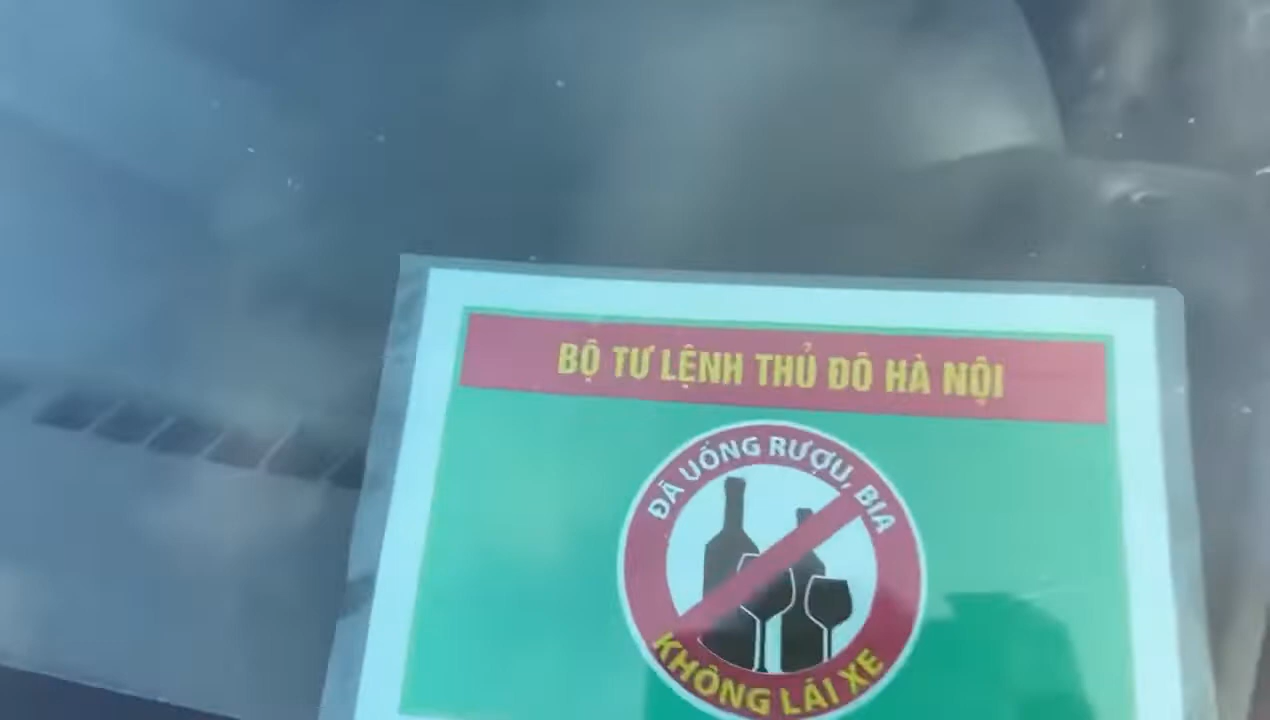 BỘ TƯ LỆNH THỦ ĐÔ HÀ NỘI
ĐÃ UỐNG RƯỢU, BIA
KHÔNG LÁI XE